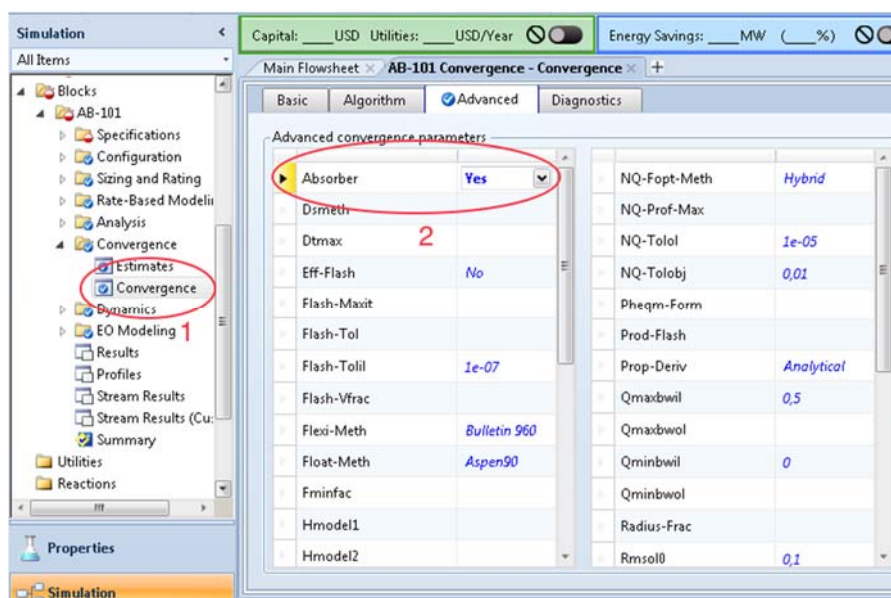 Simulation <
All Items
Blocks
AB-101
Specifications
Configuration
Sizing and Rating
Rate-Based Modelin
Analysis
Convergence
Estimates
Convergence
Dynamics
EO Modeling
1
Results
Profiles
Stream Results
Stream Results (Cu:
Summary
Utilities
Reactions
Properties
Simulation
Capital: ____USD Utilities: ____USD/Year
Energy Savings: ____MW (____%)
Main Flowsheet × AB-101 Convergence - Convergence × +
Basic Algorithm Advanced Diagnostics
Advanced convergence parameters
Absorber Yes
Dsmeth
2
Dtmax
Eff-Flash No
Flash-Maxit
Flash-Tol
Flash-Tolil 1e-07
Flash-Vfrac
Flexi-Meth Bulletin 960
Float-Meth Aspen90
Fminfac
Hmodel1
Hmodel2
NQ-Fopt-Meth Hybrid
NQ-Prof-Max
NQ-Tolol 1e-05
NQ-Tolobj 0,01
Pheqm-Form
Prod-Flash
Prop-Deriv Analytical
Qmaxbwil 0,5
Qmaxbwol
Qminbwil 0
Qminbwol
Radius-Frac
Rmsol0 0,1